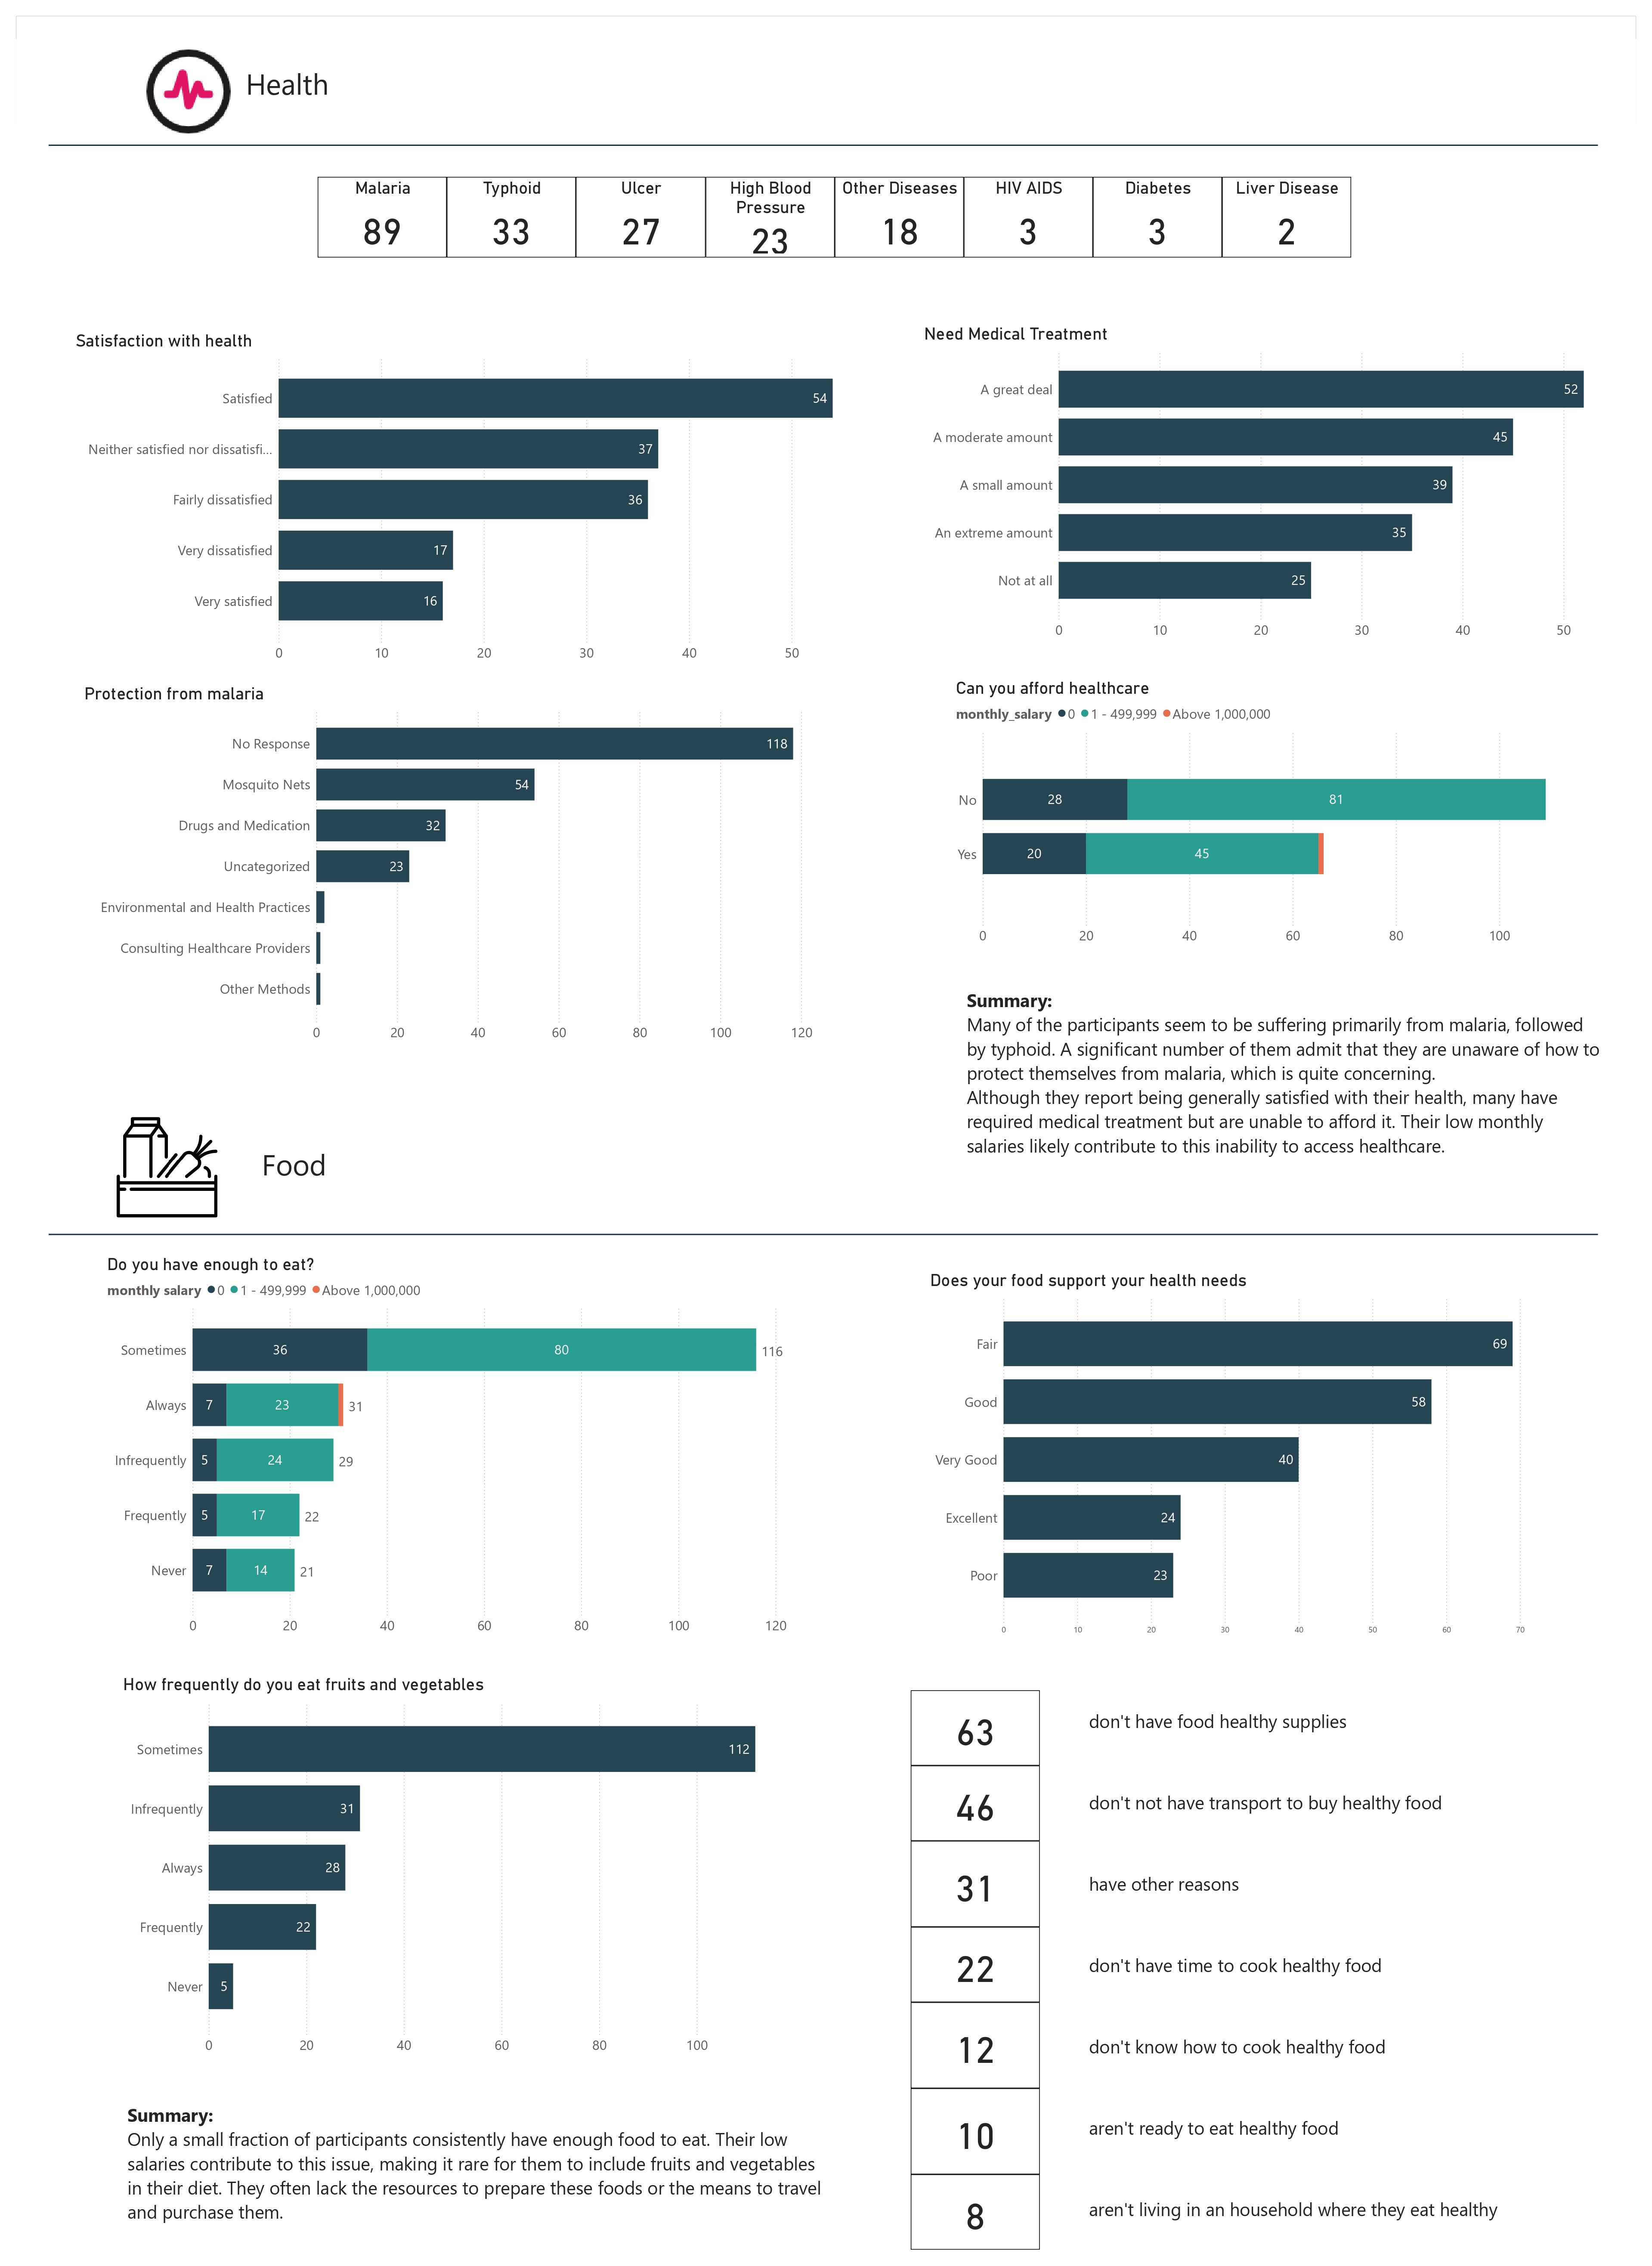 Health
Malaria
89
Typhoid
33
Ulcer
27
High Blood
Pressure
23
Other Diseases
18
HIV AIDS
3
Diabetes
3
Liver Disease
2
Satisfaction with health
Satisfied 54
Neither satisfied nor dissatisfi... 37
Fairly dissatisfied 36
Very dissatisfied 17
Very satisfied 16
0 10 20 30 40 50
Need Medical Treatment
A great deal 52
A moderate amount 45
A small amount 39
An extreme amount 35
Not at all 25
0 10 20 30 40 50
Protection from malaria
No Response 118
Mosquito Nets 54
Drugs and Medication 32
Uncategorized 23
Environmental and Health Practices
Consulting Healthcare Providers
Other Methods
0 20 40 60 80 100 120
Can you afford healthcare
monthly_salary 0 1 - 499,999 Above 1,000,000
No 28 81
Yes 20 45
0 20 40 60 80 100
Summary:
Many of the participants seem to be suffering primarily from malaria, followed
by typhoid. A significant number of them admit that they are unaware of how to
protect themselves from malaria, which is quite concerning.
Although they report being generally satisfied with their health, many have
required medical treatment but are unable to afford it. Their low monthly
salaries likely contribute to this inability to access healthcare.
Food
Do you have enough to eat?
monthly salary 0 1 - 499,999 Above 1,000,000
Sometimes 36 80 116
Always 7 23 31
Infrequently 5 24 29
Frequently 5 17 22
Never 7 14 21
0 20 40 60 80 100 120
Does your food support your health needs
Fair 69
Good 58
Very Good 40
Excellent 24
Poor 23
0 10 20 30 40 50 60 70
How frequently do you eat fruits and vegetables
Sometimes 112
Infrequently 31
Always 28
Frequently 22
Never 5
0 20 40 60 80 100
63 don't have food healthy supplies
46 don't not have transport to buy healthy food
31 have other reasons
22 don't have time to cook healthy food
12 don't know how to cook healthy food
10 aren't ready to eat healthy food
8 aren't living in an household where they eat healthy
Summary:
Only a small fraction of participants consistently have enough food to eat. Their low
salaries contribute to this issue, making it rare for them to include fruits and vegetables
in their diet. They often lack the resources to prepare these foods or the means to travel
and purchase them.